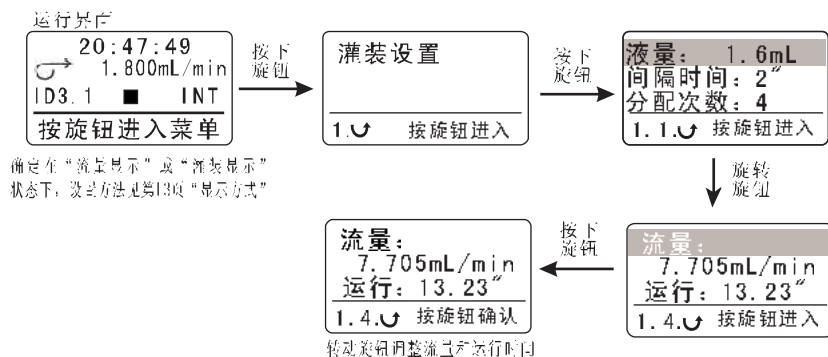 运行界面
20:47:49
1.800mL/min
ID3.1 INT
按旋钮进入菜单
确定在“流量显示”或“灌装显示”
状态下，设置方法见第13页“显示方式”
按下
旋钮
灌装设置
1. 按旋钮进入
按下
旋钮
液量： 1.6mL
间隔时间：2″
分配次数：4
1.1. 按旋钮进入
旋转
旋钮
流量：
7.705mL/min
运行：13.23″
1.4. 按旋钮进入
按下
旋钮
流量：
7.705mL/min
运行：13.23″
1.4. 按旋钮确认
转动旋钮调整流量和运行时间